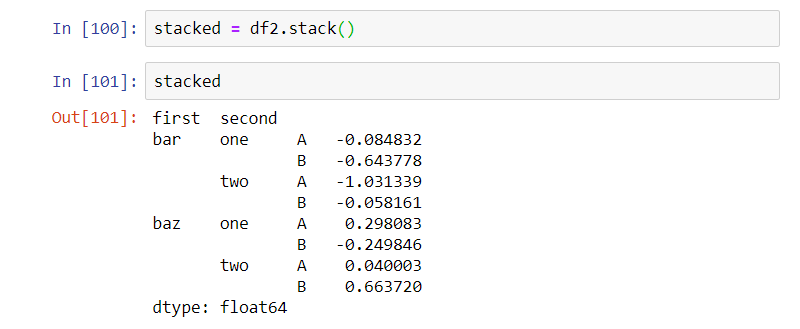 In [100]: stacked = df2.stack()
In [101]: stacked
Out[101]: first  second
bar    one     A   -0.084832
B   -0.643778
two     A   -1.031339
B   -0.058161
baz    one     A    0.298083
B   -0.249846
two     A    0.040003
B    0.663720
dtype: float64